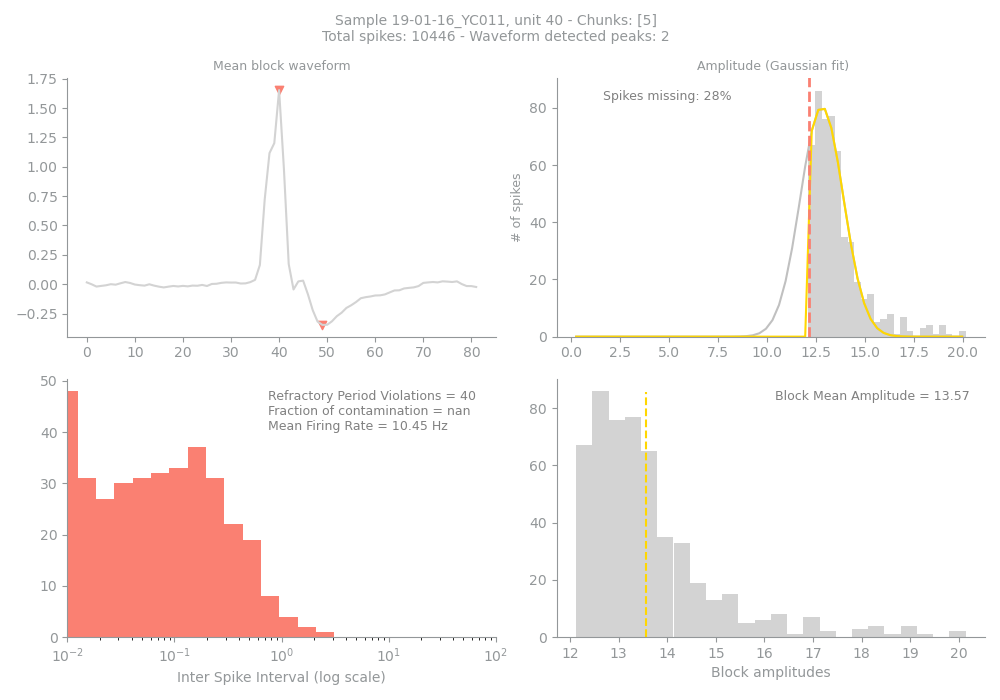 Sample 19-01-16_YC011, unit 40 - Chunks: [5]
Total spikes: 10446 - Waveform detected peaks: 2
Mean block waveform
1.75
1.50
1.25
1.00
0.75
0.50
0.25
0.00
−0.25
0 10 20 30 40 50 60 70 80
Amplitude (Gaussian fit)
Spikes missing: 28%
# of spikes
80
60
40
20
0
0.0 2.5 5.0 7.5 10.0 12.5 15.0 17.5 20.0
Refractory Period Violations = 40
Fraction of contamination = nan
Mean Firing Rate = 10.45 Hz
50
40
30
20
10
0
10⁻² 10⁻¹ 10⁰ 10¹ 10²
Inter Spike Interval (log scale)
Block Mean Amplitude = 13.57
80
60
40
20
0
12 13 14 15 16 17 18 19 20
Block amplitudes